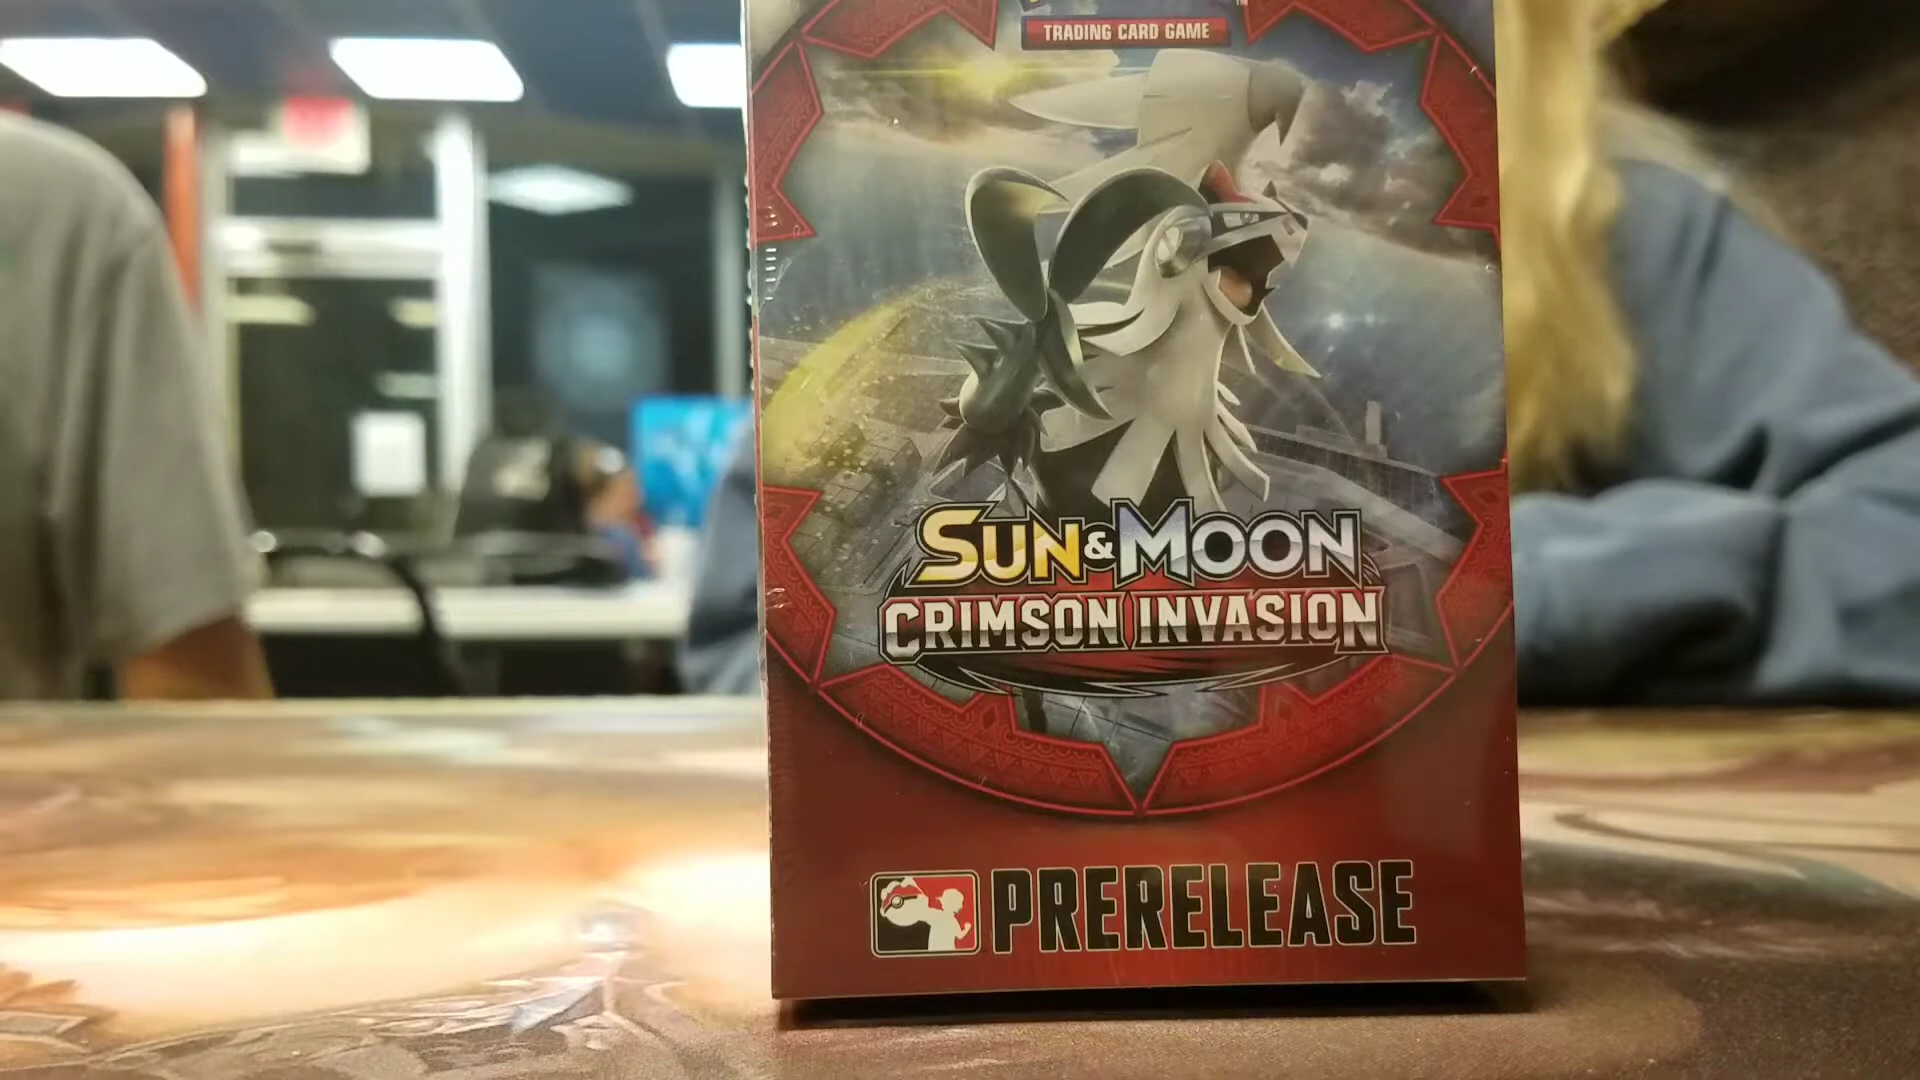 TRADING CARD GAME
SUN & MOON
CRIMSON INVASION
PRERELEASE